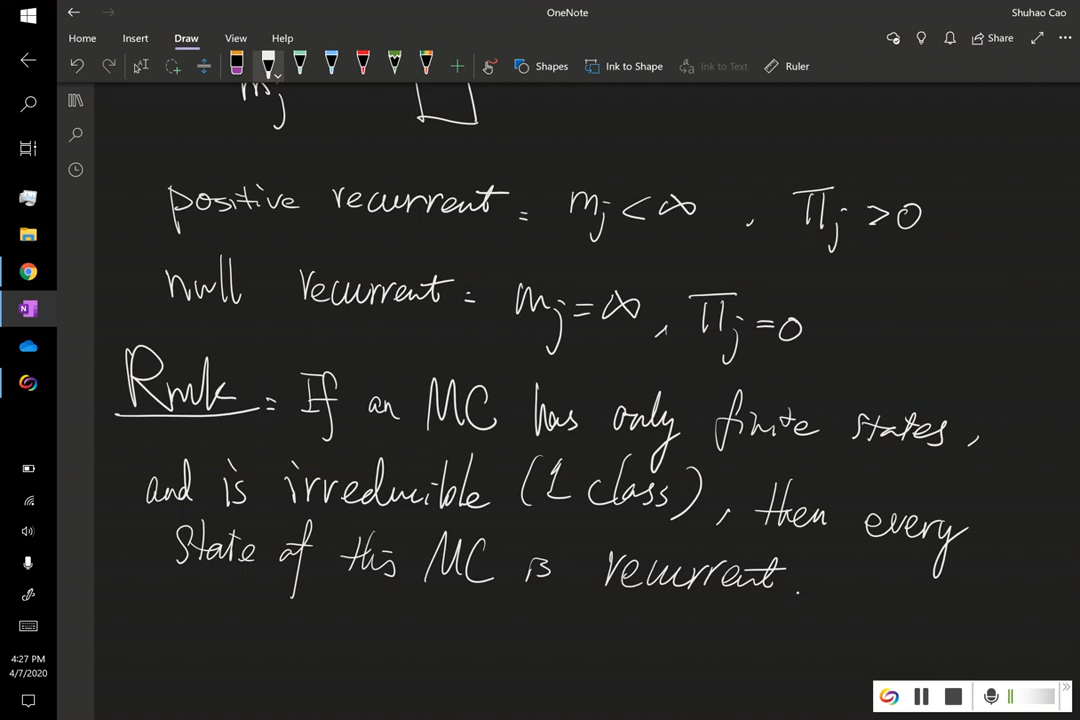 OneNote
Shuhao Cao
Home Insert Draw View Help
Share
Shapes Ink to Shape Ink to Text Ruler
mj
positive recurrent = mj < ∞ , πj > 0
null recurrent = mj = ∞ , πj = 0
Rmk = If an MC has only finite states,
and is irreducible (1 class), then every
state of this MC is recurrent.
4:27 PM
4/7/2020